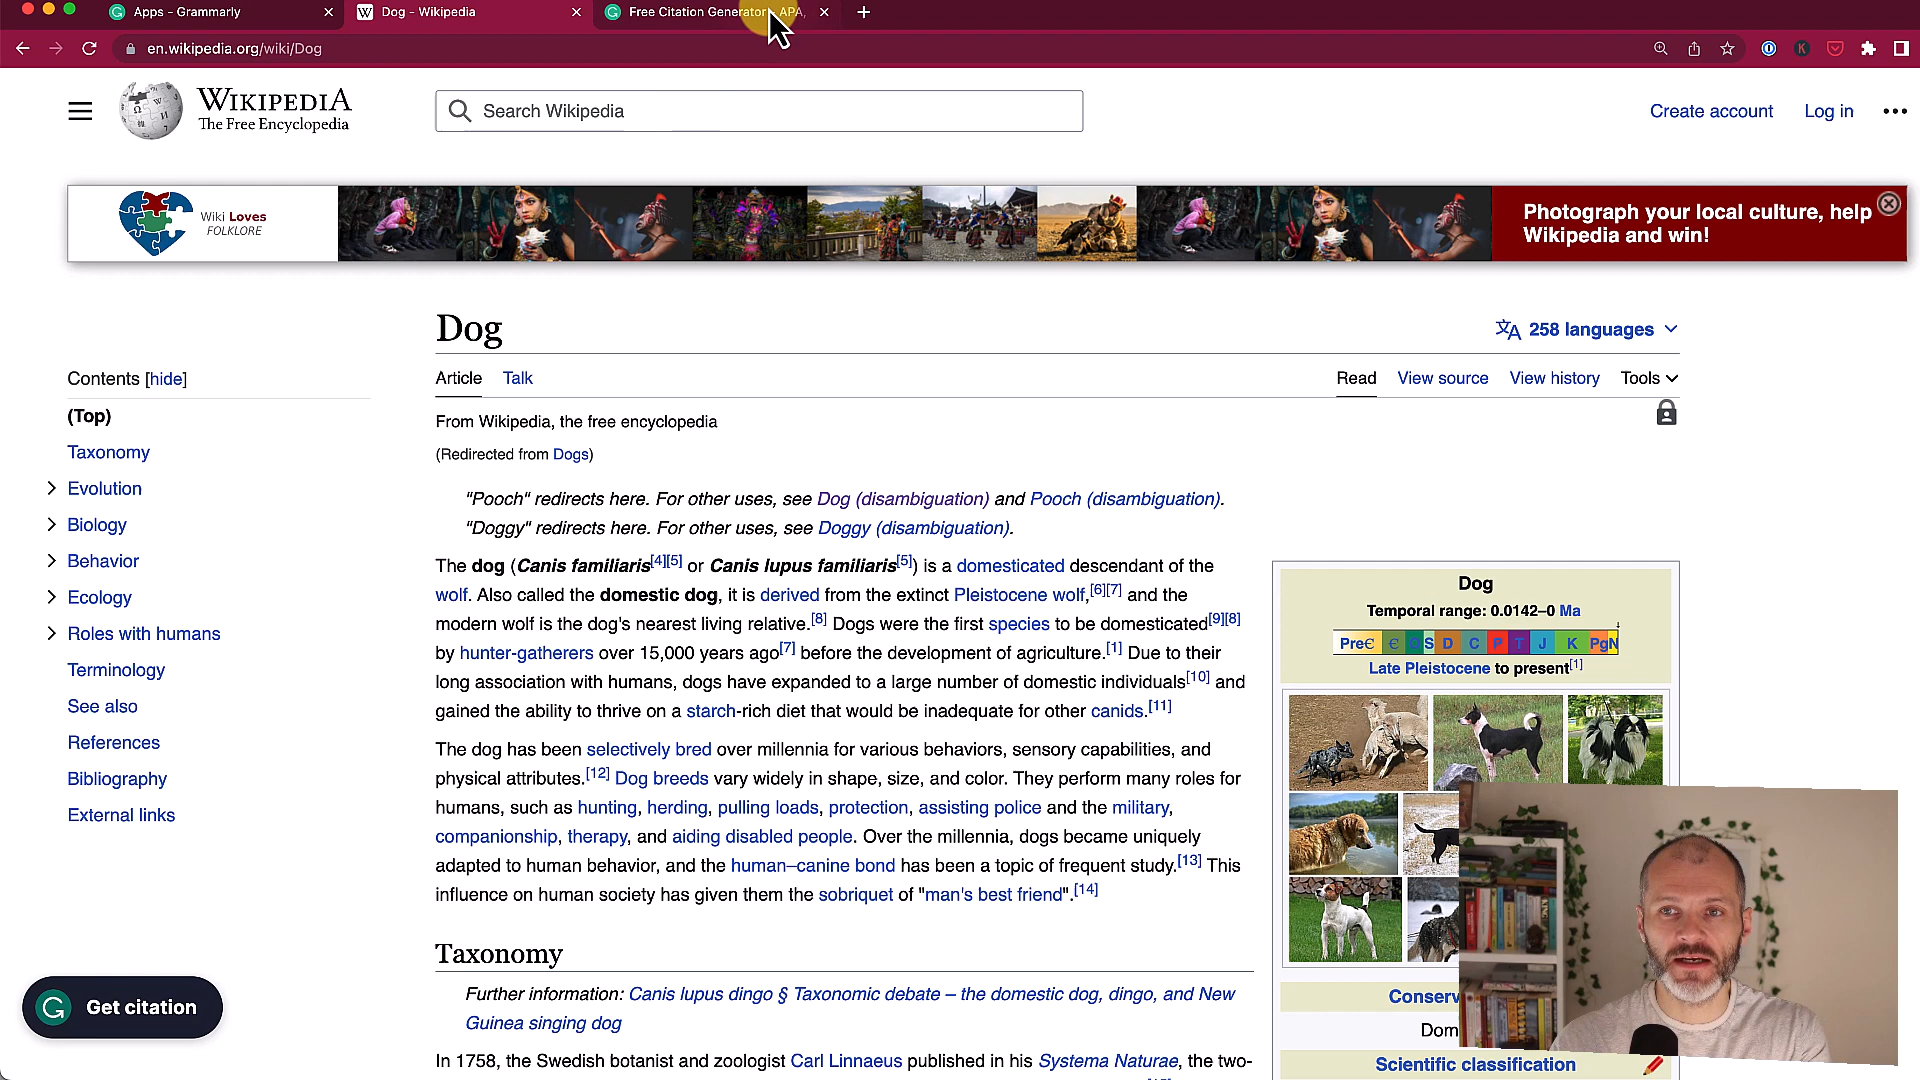 Apps - Grammarly
Dog - Wikipedia
Free Citation Generator - APA,
en.wikipedia.org/wiki/Dog
WIKIPEDIA
The Free Encyclopedia
Search Wikipedia
Create account
Log in
Wiki Loves
FOLKLORE
Photograph your local culture, help
Wikipedia and win!
Dog
258 languages
Article
Talk
Read
View source
View history
Tools
Contents [hide]
(Top)
Taxonomy
Evolution
Biology
Behavior
Ecology
Roles with humans
Terminology
See also
References
Bibliography
External links
From Wikipedia, the free encyclopedia
(Redirected from Dogs)
"Pooch" redirects here. For other uses, see Dog (disambiguation) and Pooch (disambiguation).
"Doggy" redirects here. For other uses, see Doggy (disambiguation).
The dog (Canis familiaris[4][5] or Canis lupus familiaris[5]) is a domesticated descendant of the
wolf. Also called the domestic dog, it is derived from the extinct Pleistocene wolf,[6][7] and the
modern wolf is the dog's nearest living relative.[8] Dogs were the first species to be domesticated[9][8]
by hunter-gatherers over 15,000 years ago[7] before the development of agriculture.[1] Due to their
long association with humans, dogs have expanded to a large number of domestic individuals[10] and
gained the ability to thrive on a starch-rich diet that would be inadequate for other canids.[11]
The dog has been selectively bred over millennia for various behaviors, sensory capabilities, and
physical attributes.[12] Dog breeds vary widely in shape, size, and color. They perform many roles for
humans, such as hunting, herding, pulling loads, protection, assisting police and the military,
companionship, therapy, and aiding disabled people. Over the millennia, dogs became uniquely
adapted to human behavior, and the human–canine bond has been a topic of frequent study.[13] This
influence on human society has given them the sobriquet of "man's best friend".[14]
Taxonomy
Further information: Canis lupus dingo § Taxonomic debate – the domestic dog, dingo, and New
Guinea singing dog
In 1758, the Swedish botanist and zoologist Carl Linnaeus published in his Systema Naturae, the two-
Dog
Temporal range: 0.0142–0 Ma
PreꞒ Ꞓ O S D C P T J K Pg N
Late Pleistocene to present[1]
Conserv
Dom
Scientific classification
Get citation